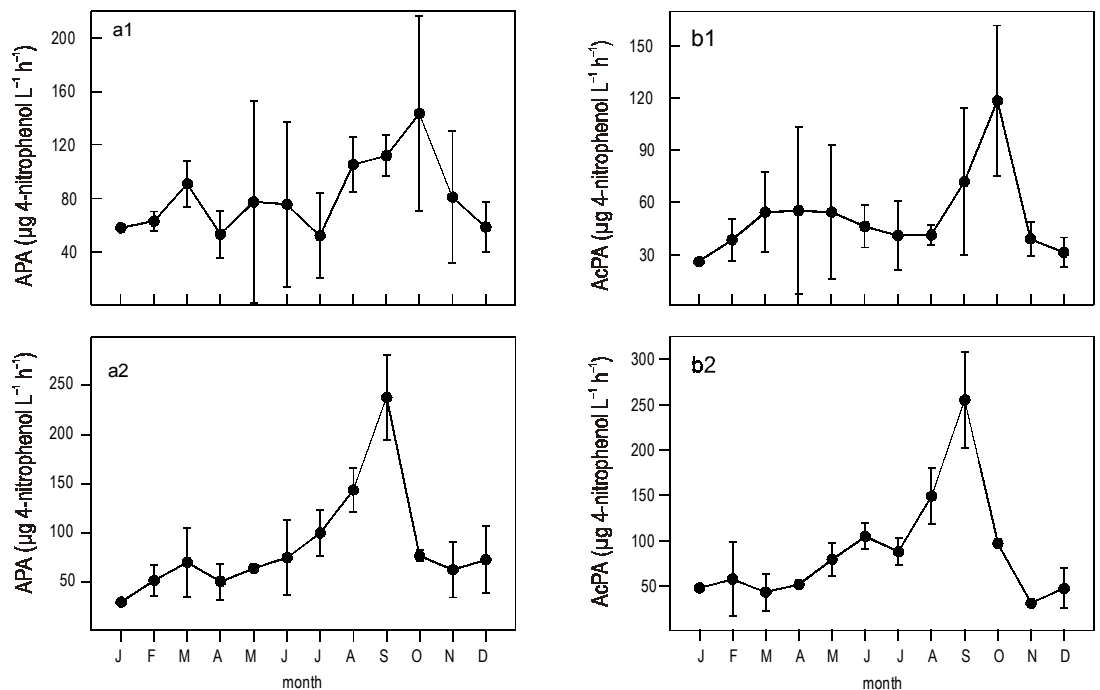 a1
APA (µg 4-nitrophenol L⁻¹ h⁻¹)
200
160
120
80
40
b1
AcPA (µg 4-nitrophenol L⁻¹ h⁻¹)
150
120
90
60
30
a2
APA (µg 4-nitrophenol L⁻¹ h⁻¹)
250
200
150
100
50
J F M A M J J A S O N D
month
b2
AcPA (µg 4-nitrophenol L⁻¹ h⁻¹)
300
250
200
150
100
50
J F M A M J J A S O N D
month